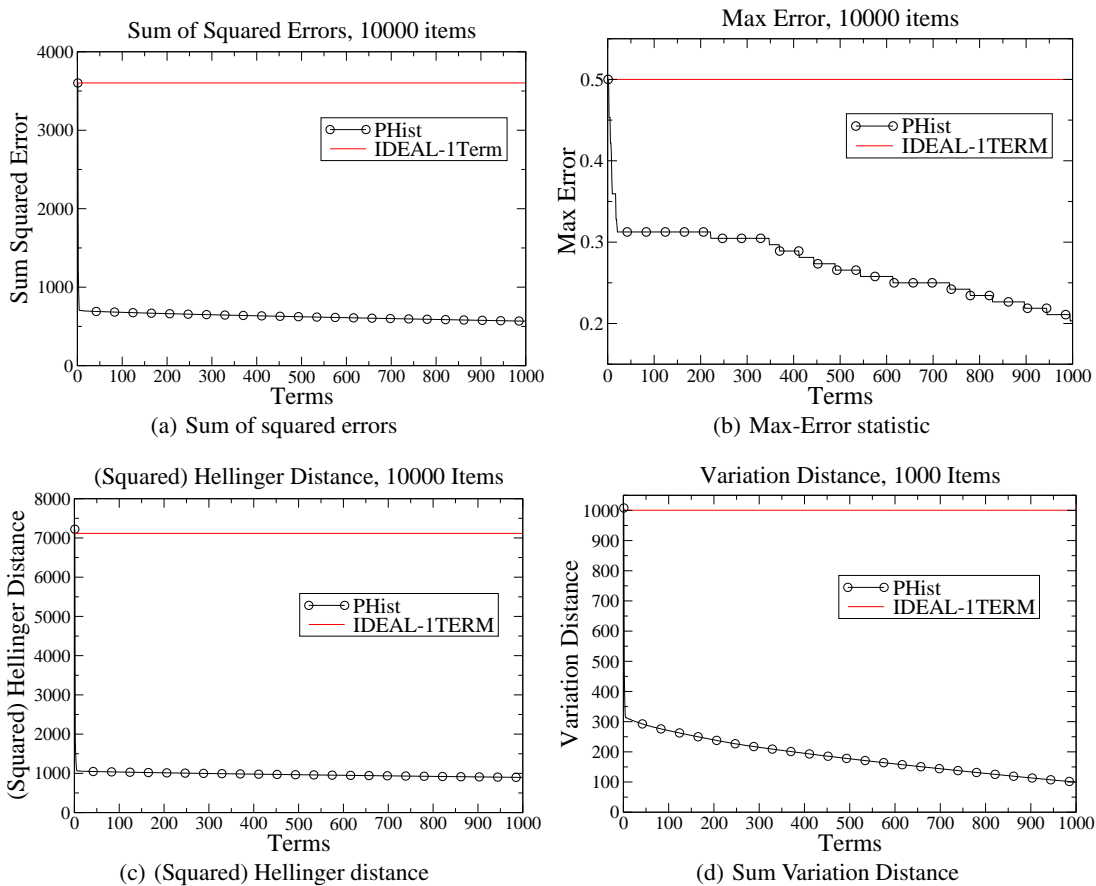 Sum of Squared Errors, 10000 items
4000
3000
2000
1000
0
Sum Squared Error
PHist
IDEAL-1Term
0 100 200 300 400 500 600 700 800 900 1000
Terms
(a) Sum of squared errors
Max Error, 10000 items
0.5
0.4
0.3
0.2
Max Error
PHist
IDEAL-1TERM
0 100 200 300 400 500 600 700 800 900 1000
Terms
(b) Max-Error statistic
(Squared) Hellinger Distance, 10000 Items
8000
7000
6000
5000
4000
3000
2000
1000
0
(Squared) Hellinger Distance
PHist
IDEAL-1TERM
0 100 200 300 400 500 600 700 800 900 1000
Terms
(c) (Squared) Hellinger distance
Variation Distance, 1000 Items
1000
900
800
700
600
500
400
300
200
100
0
Variation Distance
PHist
IDEAL-1TERM
0 100 200 300 400 500 600 700 800 900 1000
Terms
(d) Sum Variation Distance